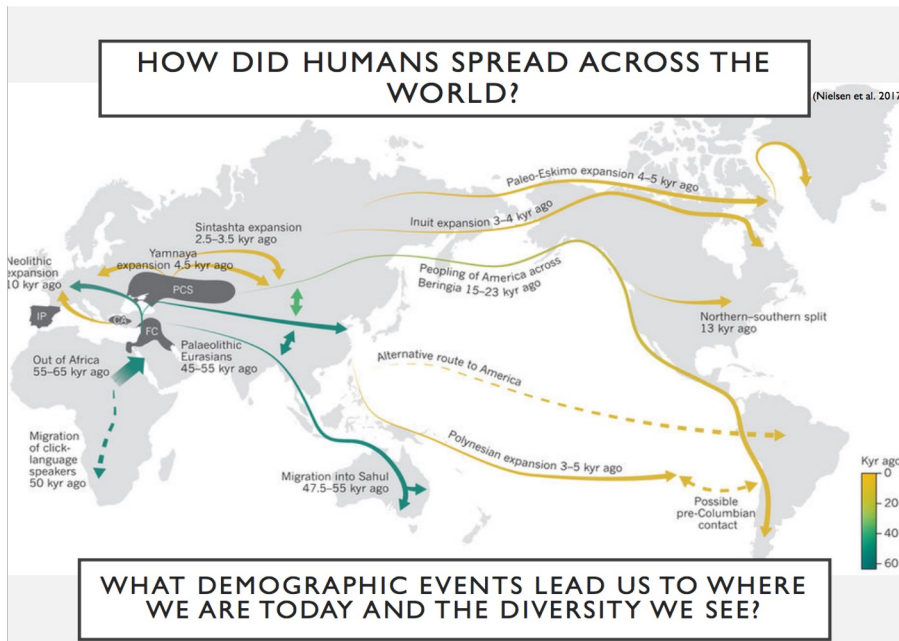 HOW DID HUMANS SPREAD ACROSS THE
WORLD?
(Nielsen et al. 2017
Paleo-Eskimo expansion 4–5 kyr ago
Inuit expansion 3–4 kyr ago
Sintashta expansion
2.5–3.5 kyr ago
Yamnaya
expansion 4.5 kyr ago
Neolithic
expansion
10 kyr ago
PCS
Peopling of America across
Beringia 15–23 kyr ago
IP
CA
FC
Northern–southern split
13 kyr ago
Palaeolithic
Eurasians
45–55 kyr ago
Out of Africa
55–65 kyr ago
Alternative route to America
Migration
of click-
language
speakers
50 kyr ago
Polynesian expansion 3–5 kyr ago
Migration into Sahul
47.5–55 kyr ago
Possible
pre-Columbian
contact
Kyr ago
0
20
40
60
WHAT DEMOGRAPHIC EVENTS LEAD US TO WHERE
WE ARE TODAY AND THE DIVERSITY WE SEE?